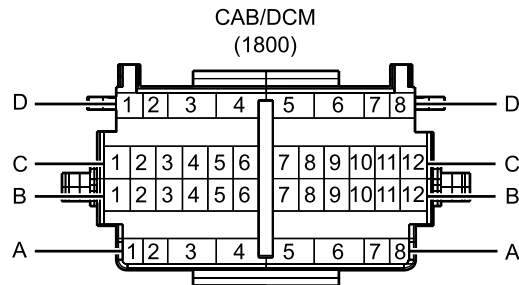 CAB/DCM
(1800)
D 1 2 3 4 5 6 7 8 D
C 1 2 3 4 5 6 7 8 9 10 11 12 C
B 1 2 3 4 5 6 7 8 9 10 11 12 B
A 1 2 3 4 5 6 7 8 A